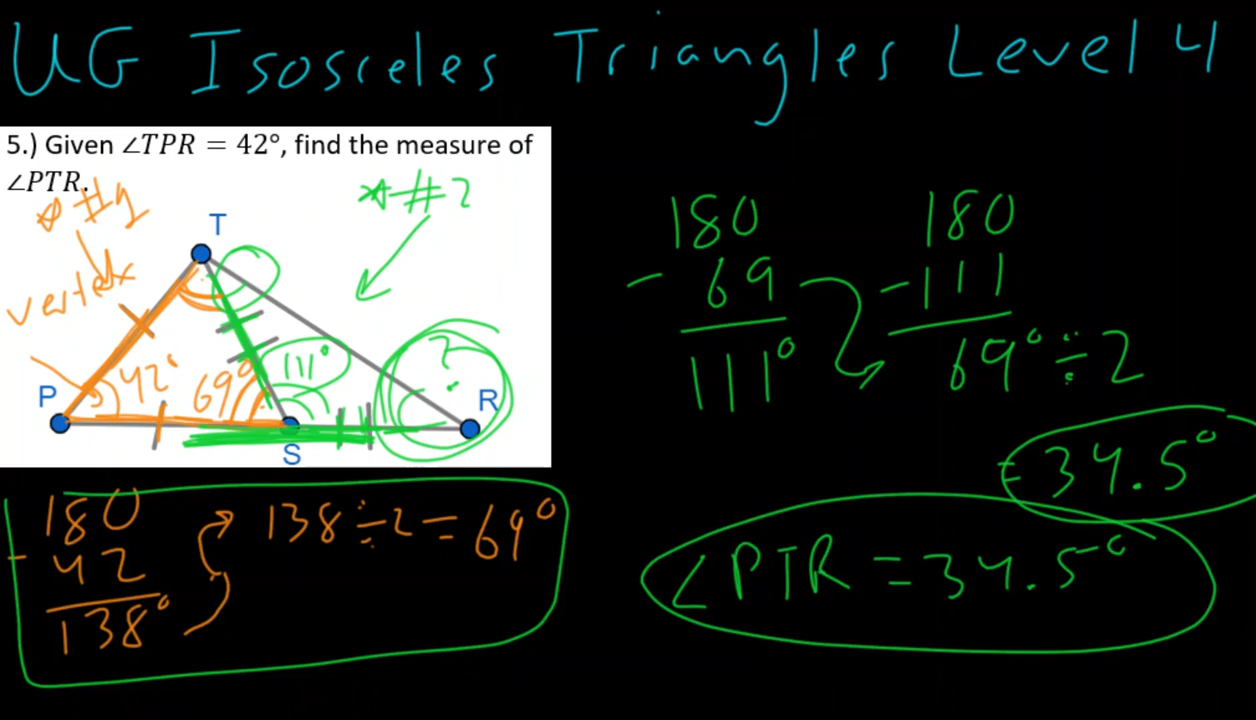 UG Isosceles Triangles Level 4
5.) Given ∠TPR = 42°, find the measure of
∠PTR.
#1
#2
vertex
T
P
42°
69°
111°
?
R
S
180
- 69
111°
180
-111
69° ÷ 2
= 34.5°
180
- 42
138°
138 ÷ 2 = 69°
∠PTR = 34.5°